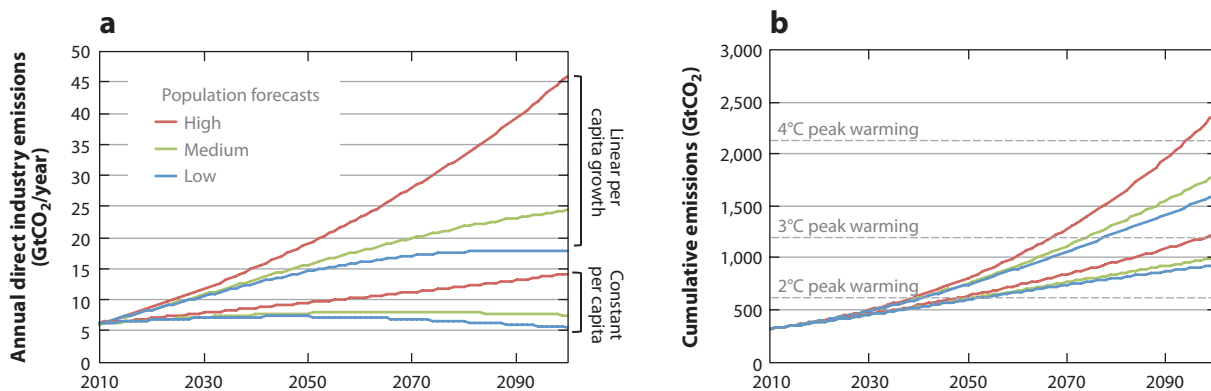 a
Annual direct industry emissions
(GtCO₂/year)
50
45
40
35
30
25
20
15
10
5
0
2010
2030
2050
2070
2090
Population forecasts
High
Medium
Low
Linear per
capita growth
Constant
per capita
b
Cumulative emissions (GtCO₂)
3,000
2,500
2,000
1,500
1,000
500
0
2010
2030
2050
2070
2090
4°C peak warming
3°C peak warming
2°C peak warming